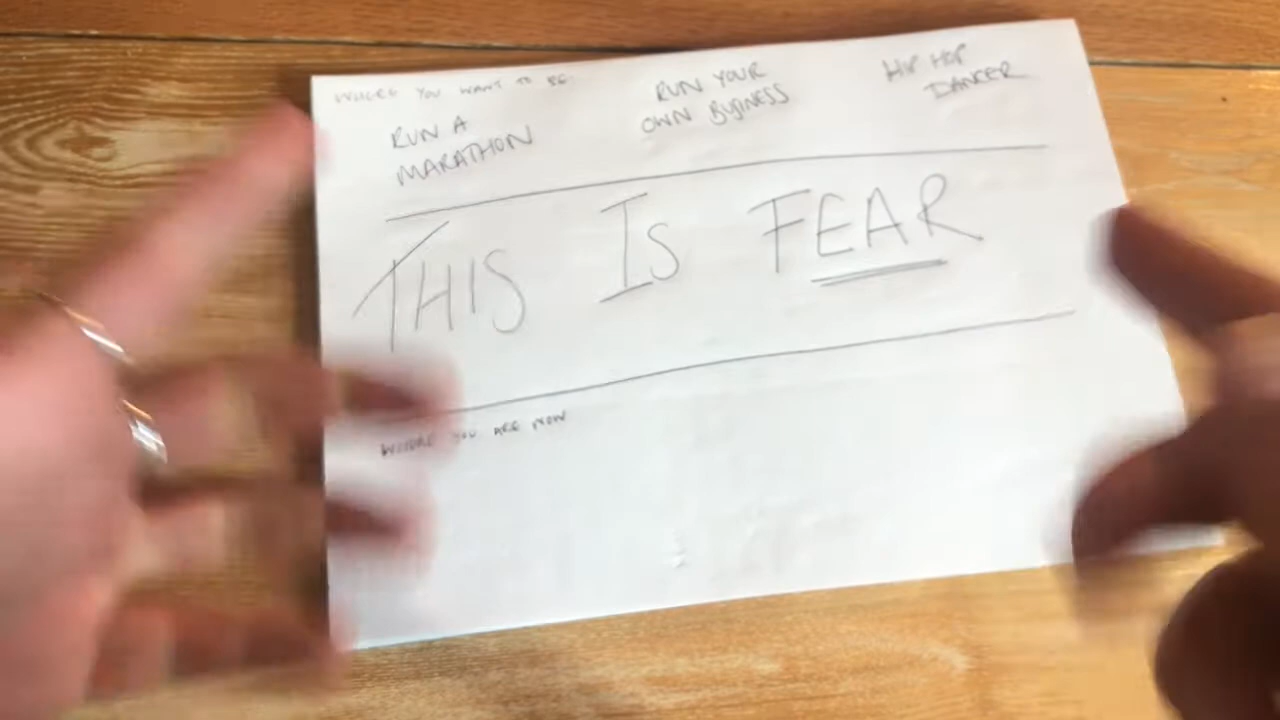 WHERE YOU WANT TO BE
RUN A
MARATHON
RUN YOUR
OWN BUSINESS
HIP HOP
DANCER
THIS IS FEAR
WHERE YOU ARE NOW